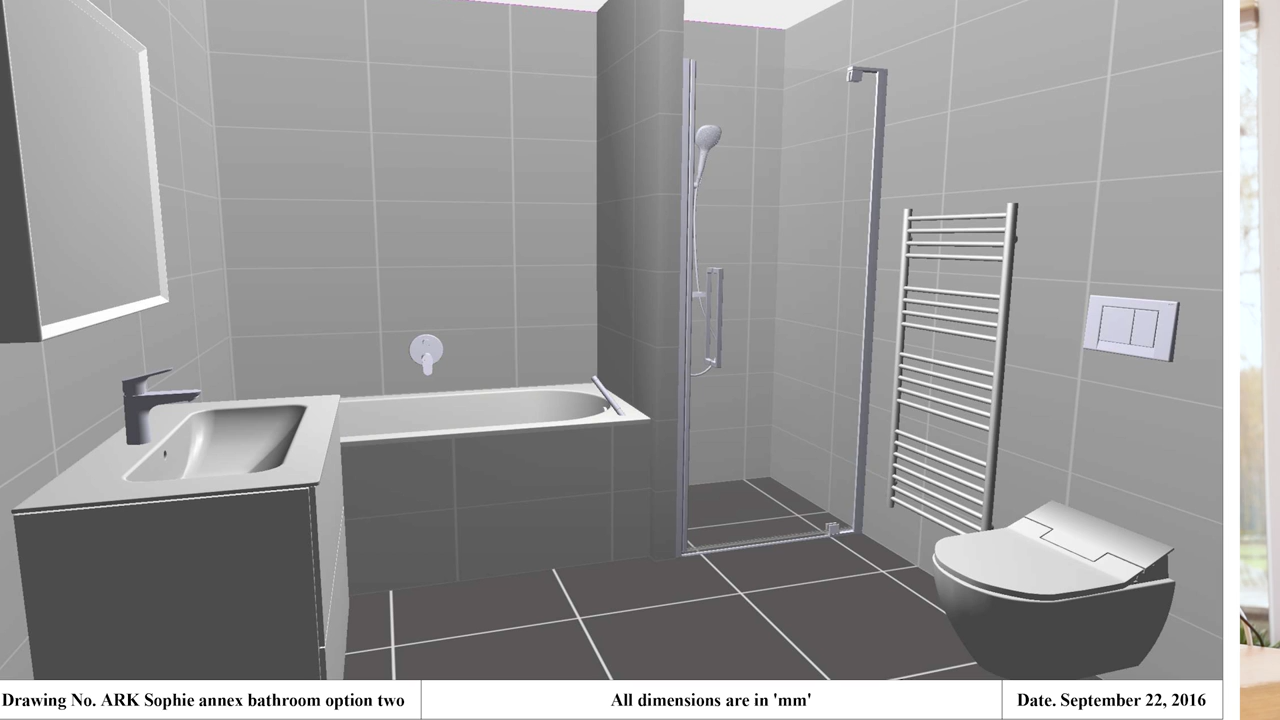 Drawing No. ARK Sophie annex bathroom option two
All dimensions are in 'mm'
Date. September 22, 2016